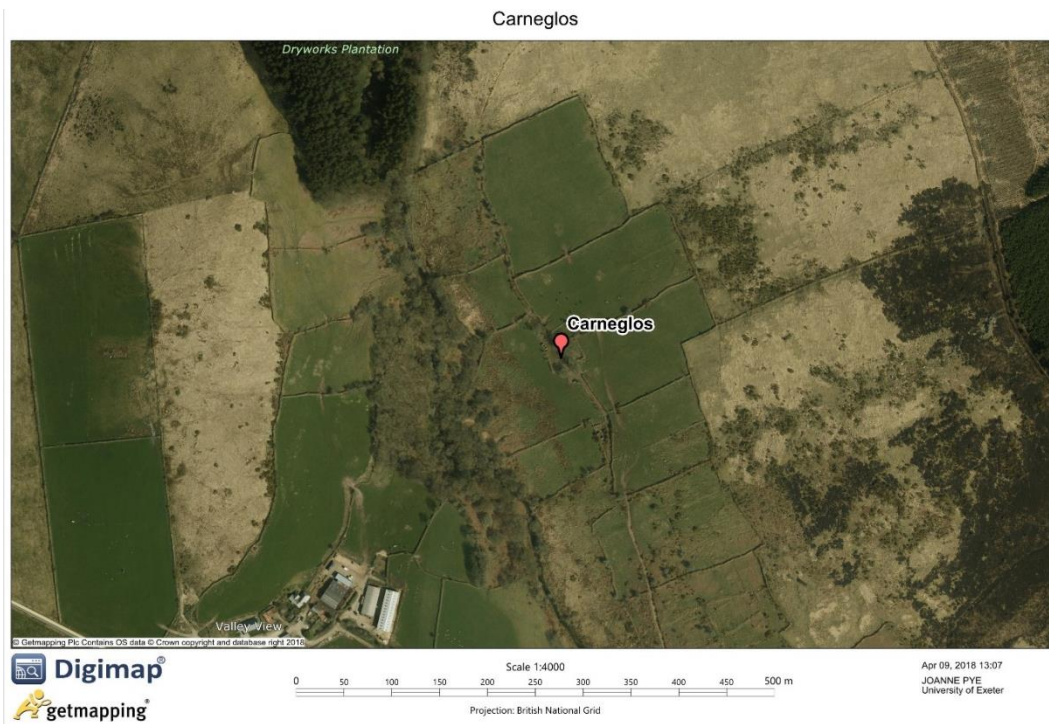 Carneglos
Dryworks Plantation
Carneglos
Valley View
© Getmapping Plc Contains OS data © Crown copyright and database right 2018
Digimap®
getmapping®
Scale 1:4000
0 50 100 150 200 250 300 350 400 450 500 m
Projection: British National Grid
Apr 09, 2018 13:07
JOANNE PYE
University of Exeter